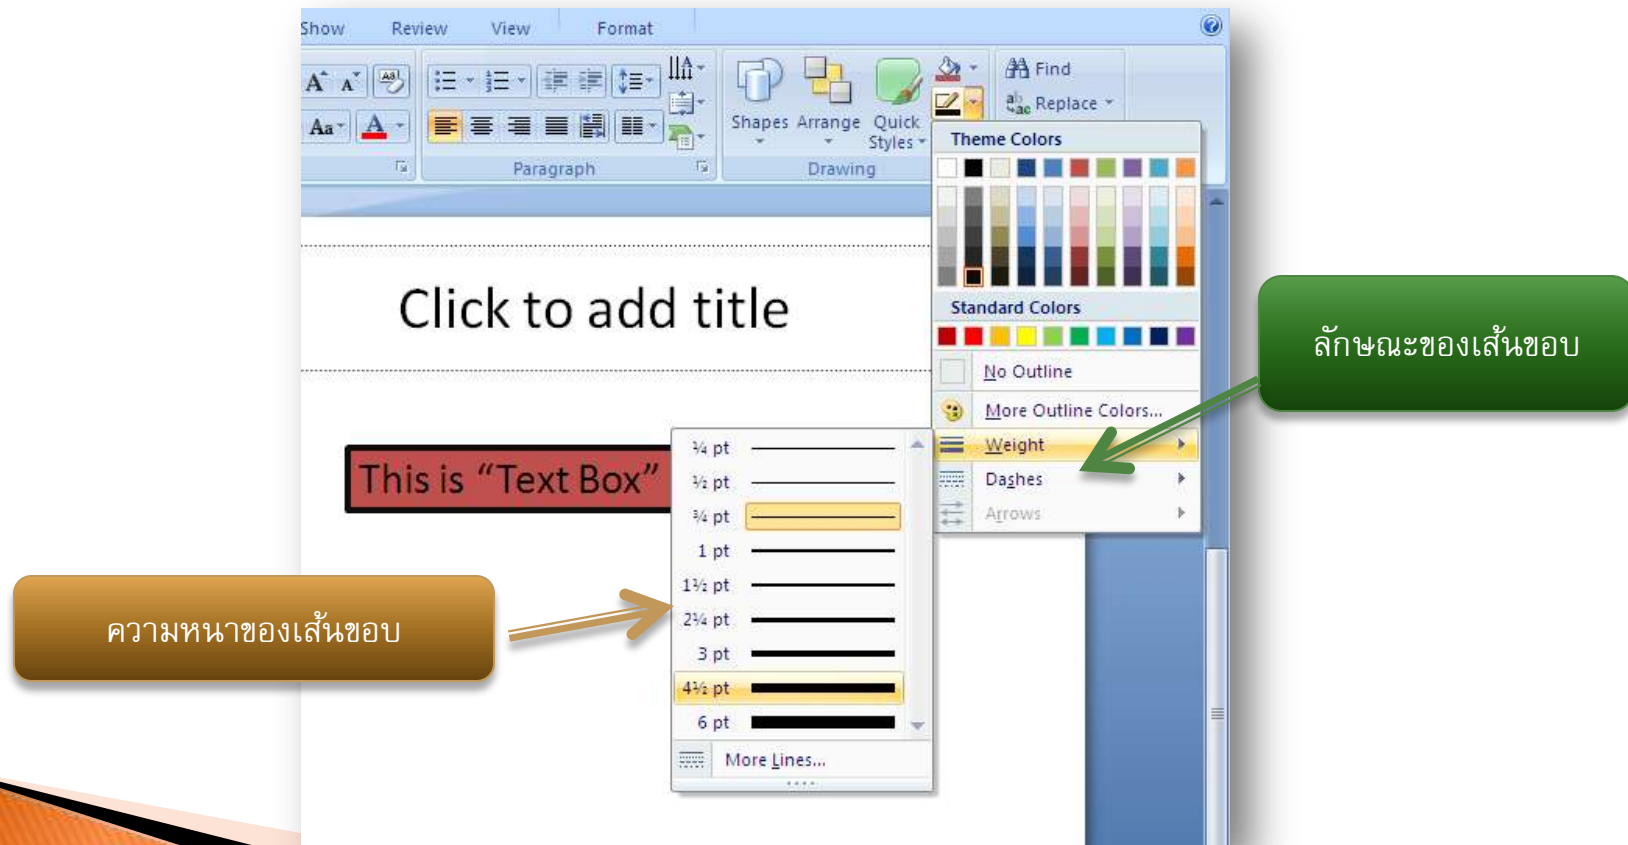 Show Review View Format
Find
Replace
Aa A
Shapes Arrange Quick Styles
Paragraph Drawing
Theme Colors
Click to add title
Standard Colors
ลักษณะของเส้นขอบ
No Outline
More Outline Colors...
Weight
Dashes
Arrows
This is “Text Box”
¼ pt
½ pt
¾ pt
1 pt
1½ pt
2¼ pt
3 pt
4½ pt
6 pt
More Lines...
ความหนาของเส้นขอบ